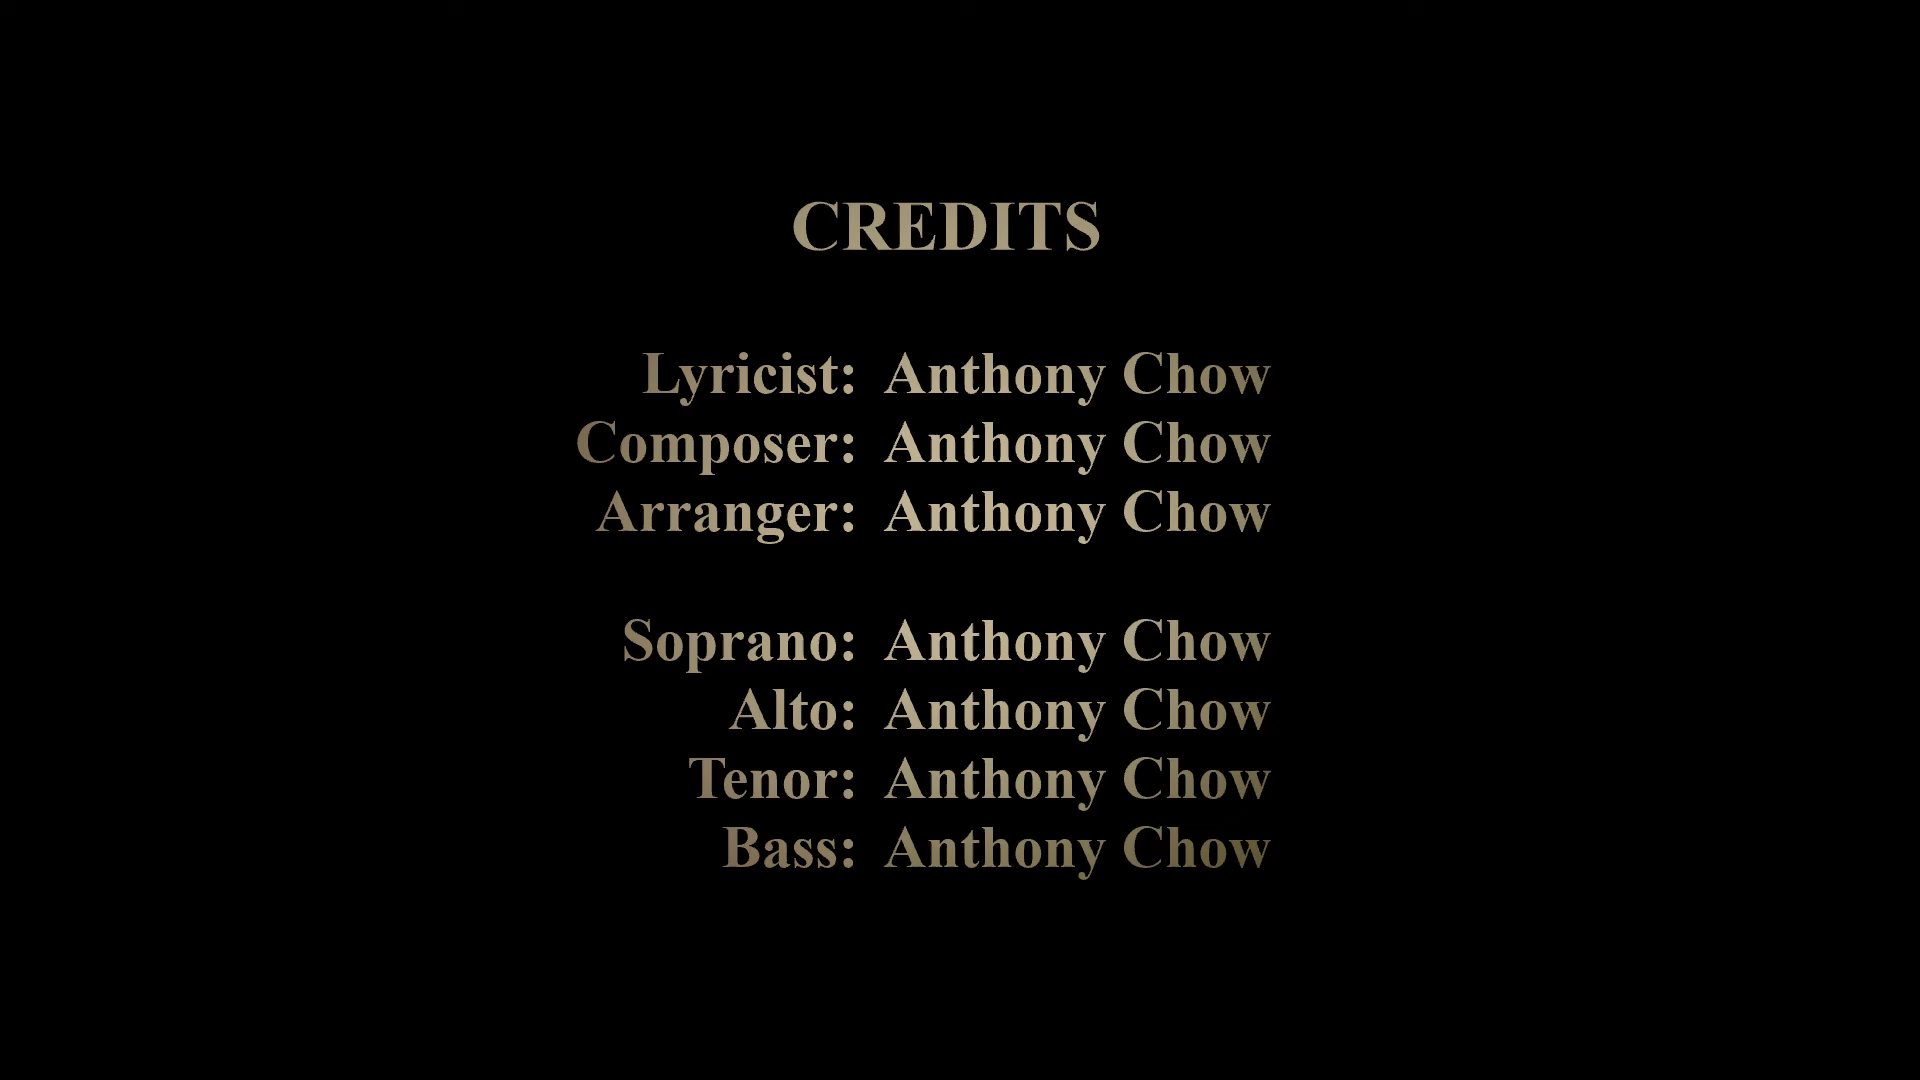 CREDITS
Lyricist: Anthony Chow
Composer: Anthony Chow
Arranger: Anthony Chow
Soprano: Anthony Chow
Alto: Anthony Chow
Tenor: Anthony Chow
Bass: Anthony Chow